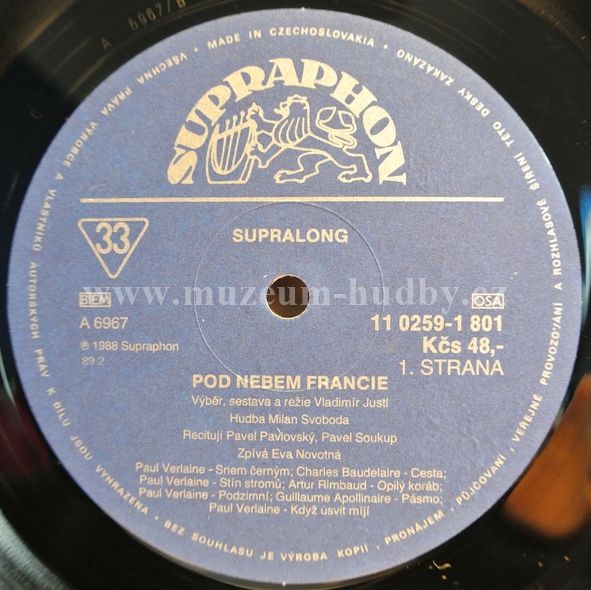 A 6967/B
MADE IN CZECHOSLOVAKIA • VŠECHNA PRÁVA VÝROBCE A VLASTNÍKŮ AUTORSKÝCH PRÁV K DÍLU JSOU VYHRAZENA • BEZ SOUHLASU JE VÝROBA KOPIÍ, PRONÁJEM, PŮJČOVÁNÍ, VEŘEJNÉ PROVOZOVÁNÍ A ROZHLASOVÉ ŠÍŘENÍ TÉTO DESKY ZAKÁZÁNO •
SUPRAPHON
33
SUPRALONG
www.muzeum-hudby.cz
BIEM
OSA
A 6967
11 0259-1 801
℗ 1988 Supraphon
Kčs 48,-
89 2
1. STRANA
POD NEBEM FRANCIE
Výběr, sestava a režie Vladimír Justl
Hudba Milan Svoboda
Recitují Pavel Pavlovský, Pavel Soukup
Zpívá Eva Novotná
Paul Verlaine - Snem černým; Charles Baudelaire - Cesta;
Paul Verlaine - Stín stromů; Artur Rimbaud - Opilý koráb;
Paul Verlaine - Podzimní; Guillaume Apollinaire - Pásmo;
Paul Verlaine - Když úsvit míjí